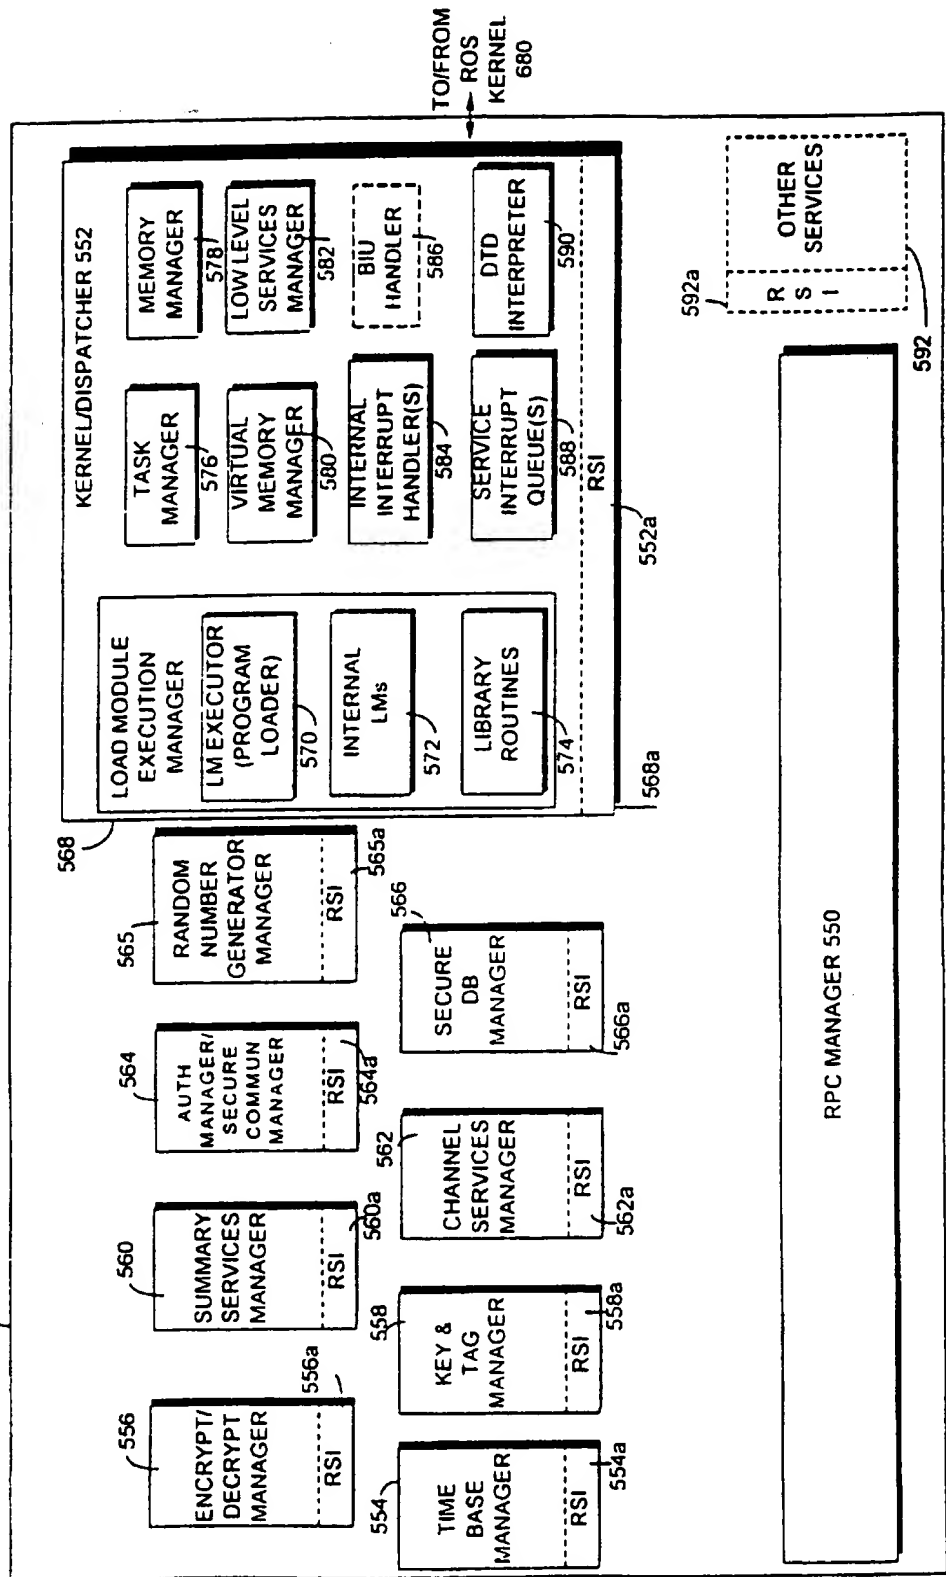 KERNEL/DISPATCHER 552
LOAD MODULE
EXECUTION
MANAGER
568
LM EXECUTOR
(PROGRAM
LOADER)
570
INTERNAL
LMs
572
LIBRARY
ROUTINES
574
568a
TASK
MANAGER
576
MEMORY
MANAGER
578
VIRTUAL
MEMORY
MANAGER
580
LOW LEVEL
SERVICES
MANAGER
582
INTERNAL
INTERRUPT
HANDLER(S)
584
BIU
HANDLER
586
SERVICE
INTERRUPT
QUEUE(S)
588
DTD
INTERPRETER
590
RSI
552a
TO/FROM
ROS
KERNEL
680
556
ENCRYPT/
DECRYPT
MANAGER
RSI
556a
560
SUMMARY
SERVICES
MANAGER
RSI
560a
564
AUTH
MANAGER/
SECURE
COMMUN
MANAGER
RSI
564a
565
RANDOM
NUMBER
GENERATOR
MANAGER
RSI
565a
554
TIME
BASE
MANAGER
RSI
554a
558
KEY &
TAG
MANAGER
RSI
558a
562
CHANNEL
SERVICES
MANAGER
RSI
562a
566
SECURE
DB
MANAGER
RSI
566a
592a
RSI
OTHER
SERVICES
592
RPC MANAGER 550